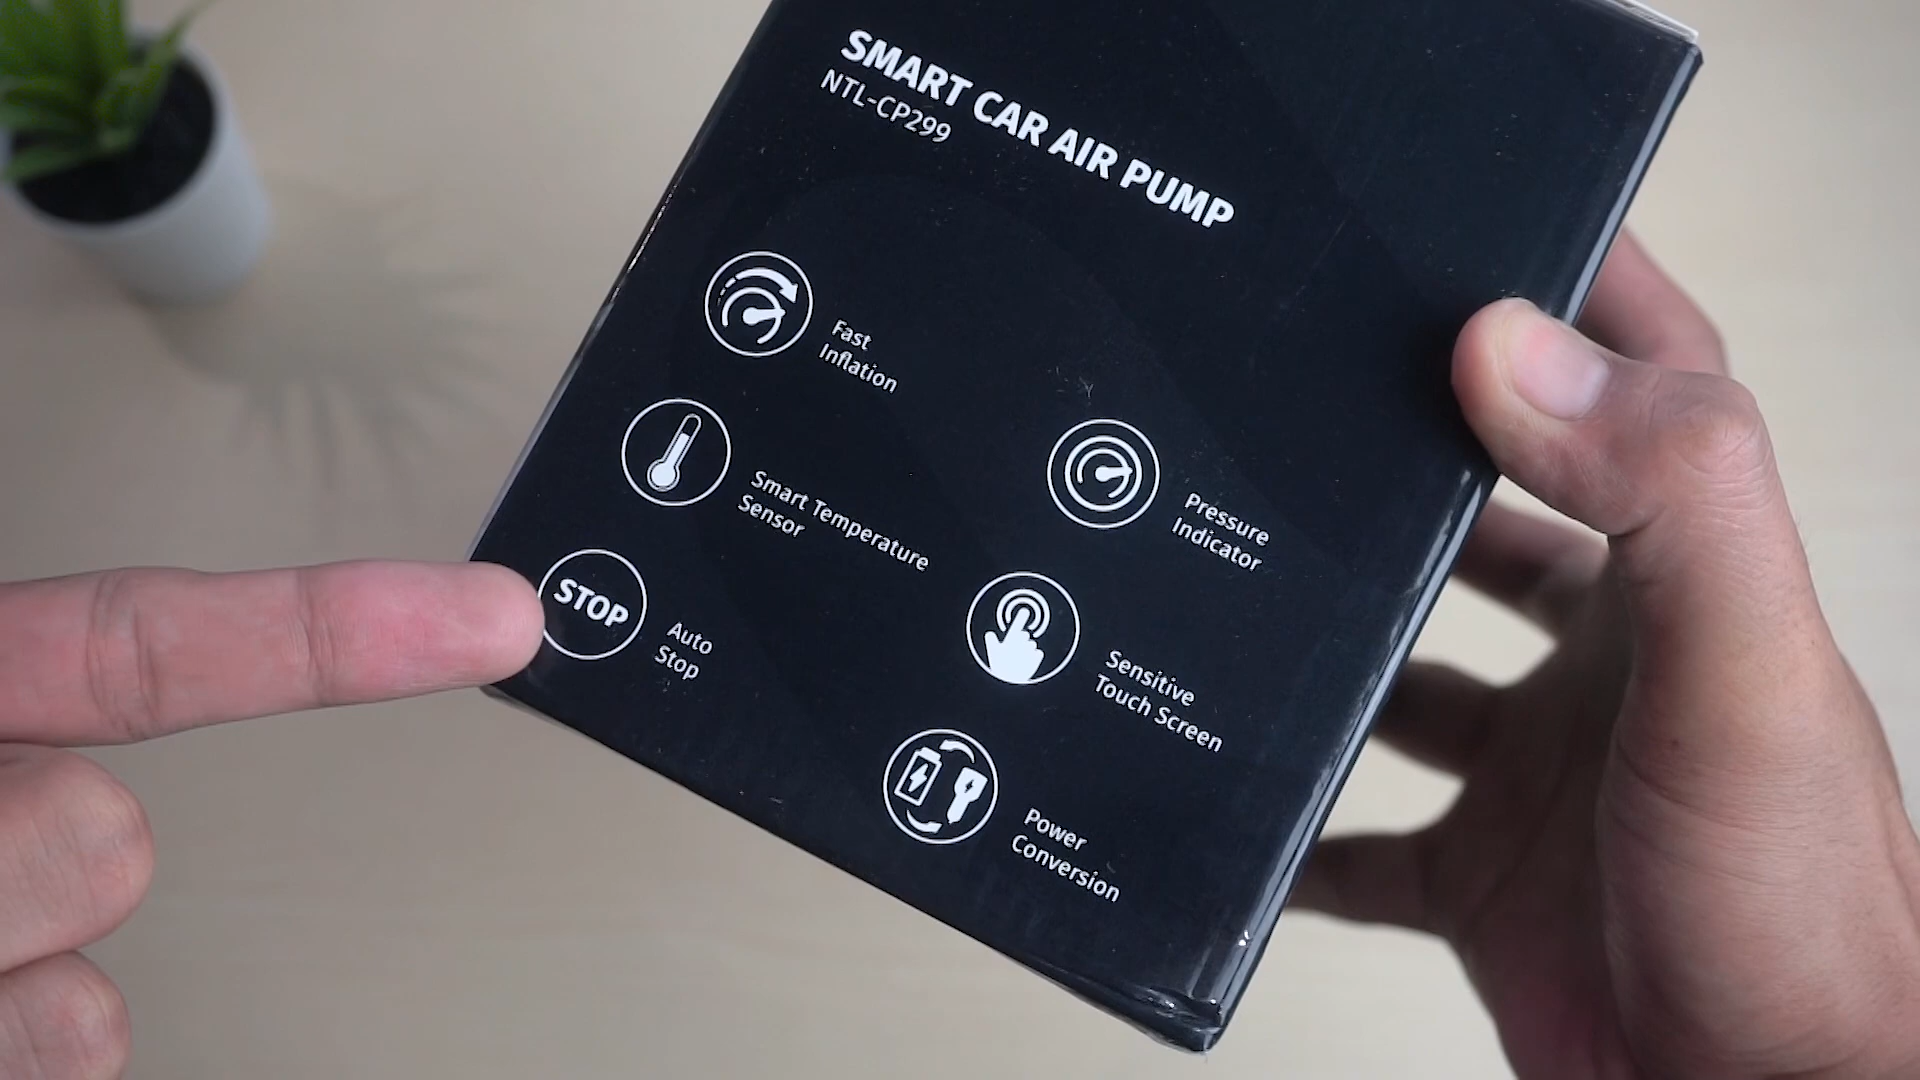 SMART CAR AIR PUMP
NTL-CP299
Fast
Inflation
Smart Temperature
Sensor
STOP
Auto
Stop
Pressure
Indicator
Sensitive
Touch Screen
Power
Conversion